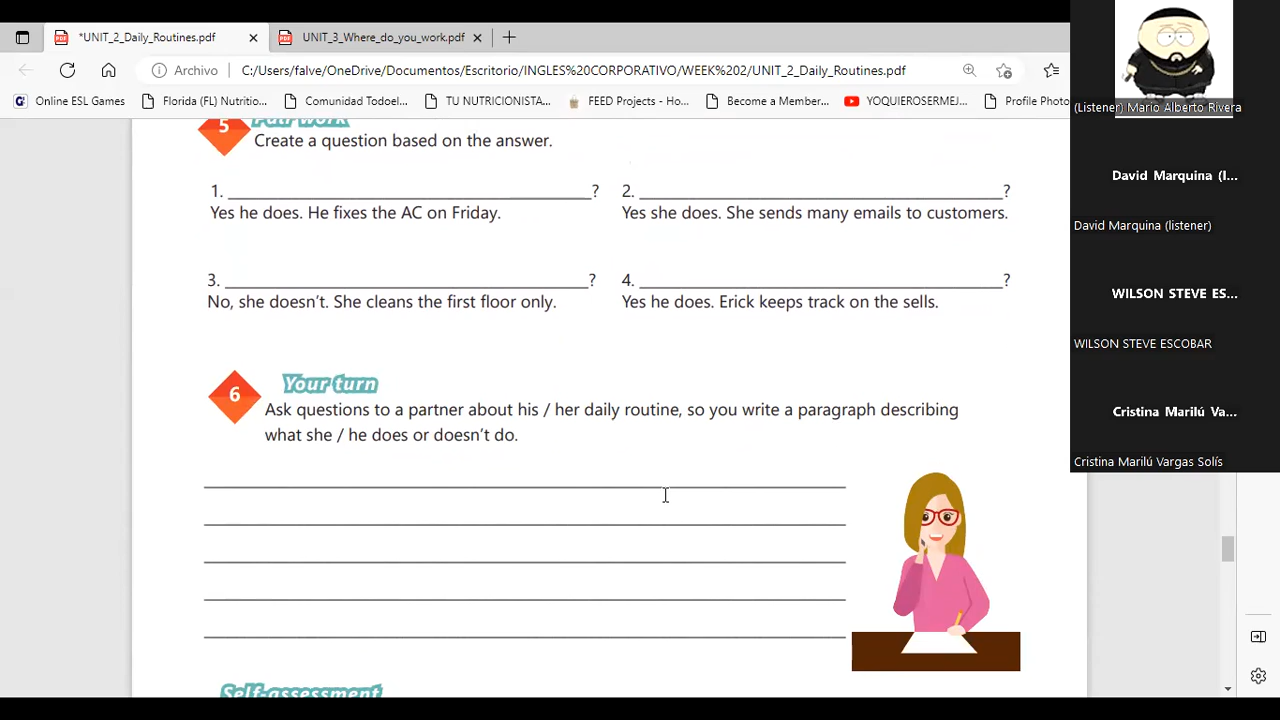 *UNIT_2_Daily_Routines.pdf
UNIT_3_Where_do_you_work.pdf
Archivo
C:/Users/falve/OneDrive/Documentos/Escritorio/INGLES%20CORPORATIVO/WEEK%202/UNIT_2_Daily_Routines.pdf
Online ESL Games
Florida (FL) Nutritio...
Comunidad Todoel...
TU NUTRICIONISTA...
FEED Projects - Ho...
Become a Member...
YOQUIEROSERMEJ...
Profile Photo
5 Pair work
Create a question based on the answer.
1. ________________________________________?
Yes he does. He fixes the AC on Friday.
2. ________________________________________?
Yes she does. She sends many emails to customers.
3. ________________________________________?
No, she doesn't. She cleans the first floor only.
4. ________________________________________?
Yes he does. Erick keeps track on the sells.
6 Your turn
Ask questions to a partner about his / her daily routine, so you write a paragraph describing
what she / he does or doesn't do.
Self-assessment
(Listener) Mario Alberto Rivera
David Marquina (l...
David Marquina (listener)
WILSON STEVE ES...
WILSON STEVE ESCOBAR
Cristina Marilú Va...
Cristina Marilú Vargas Solís